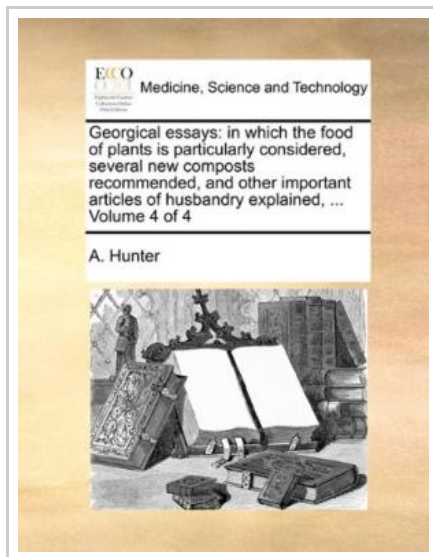 ECCO
Medicine, Science and Technology
Georgical essays: in which the food
of plants is particularly considered,
several new composts
recommended, and other important
articles of husbandry explained, ...
Volume 4 of 4
A. Hunter